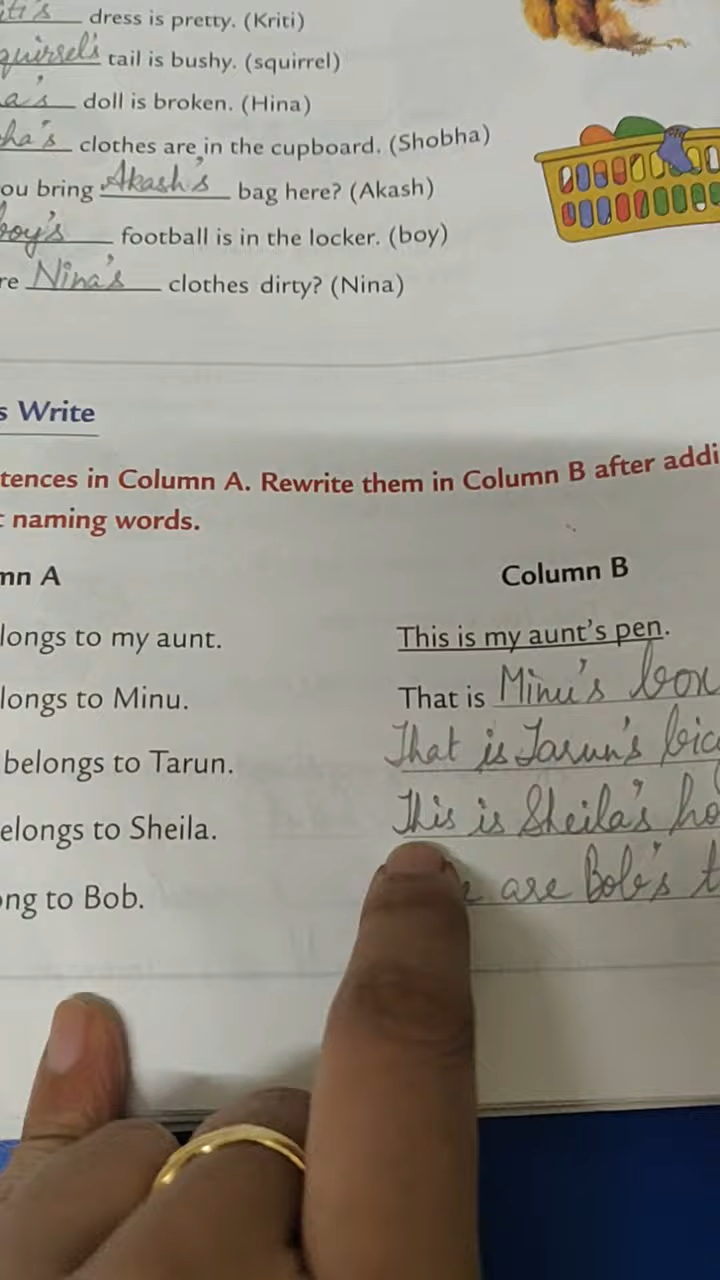 dress is pretty. (Kriti)
tail is bushy. (squirrel)
doll is broken. (Hina)
clothes are in the cupboard. (Shobha)
ou bring Akash's bag here? (Akash)
boy's football is in the locker. (boy)
re Nina's clothes dirty? (Nina)
s Write
tences in Column A. Rewrite them in Column B after addi
naming words.
mn A Column B
longs to my aunt. This is my aunt's pen.
longs to Minu. That is Minu's box
belongs to Tarun. That is Tarun's bic
elongs to Sheila. This is Sheila's ho
ong to Bob. are Bob's t